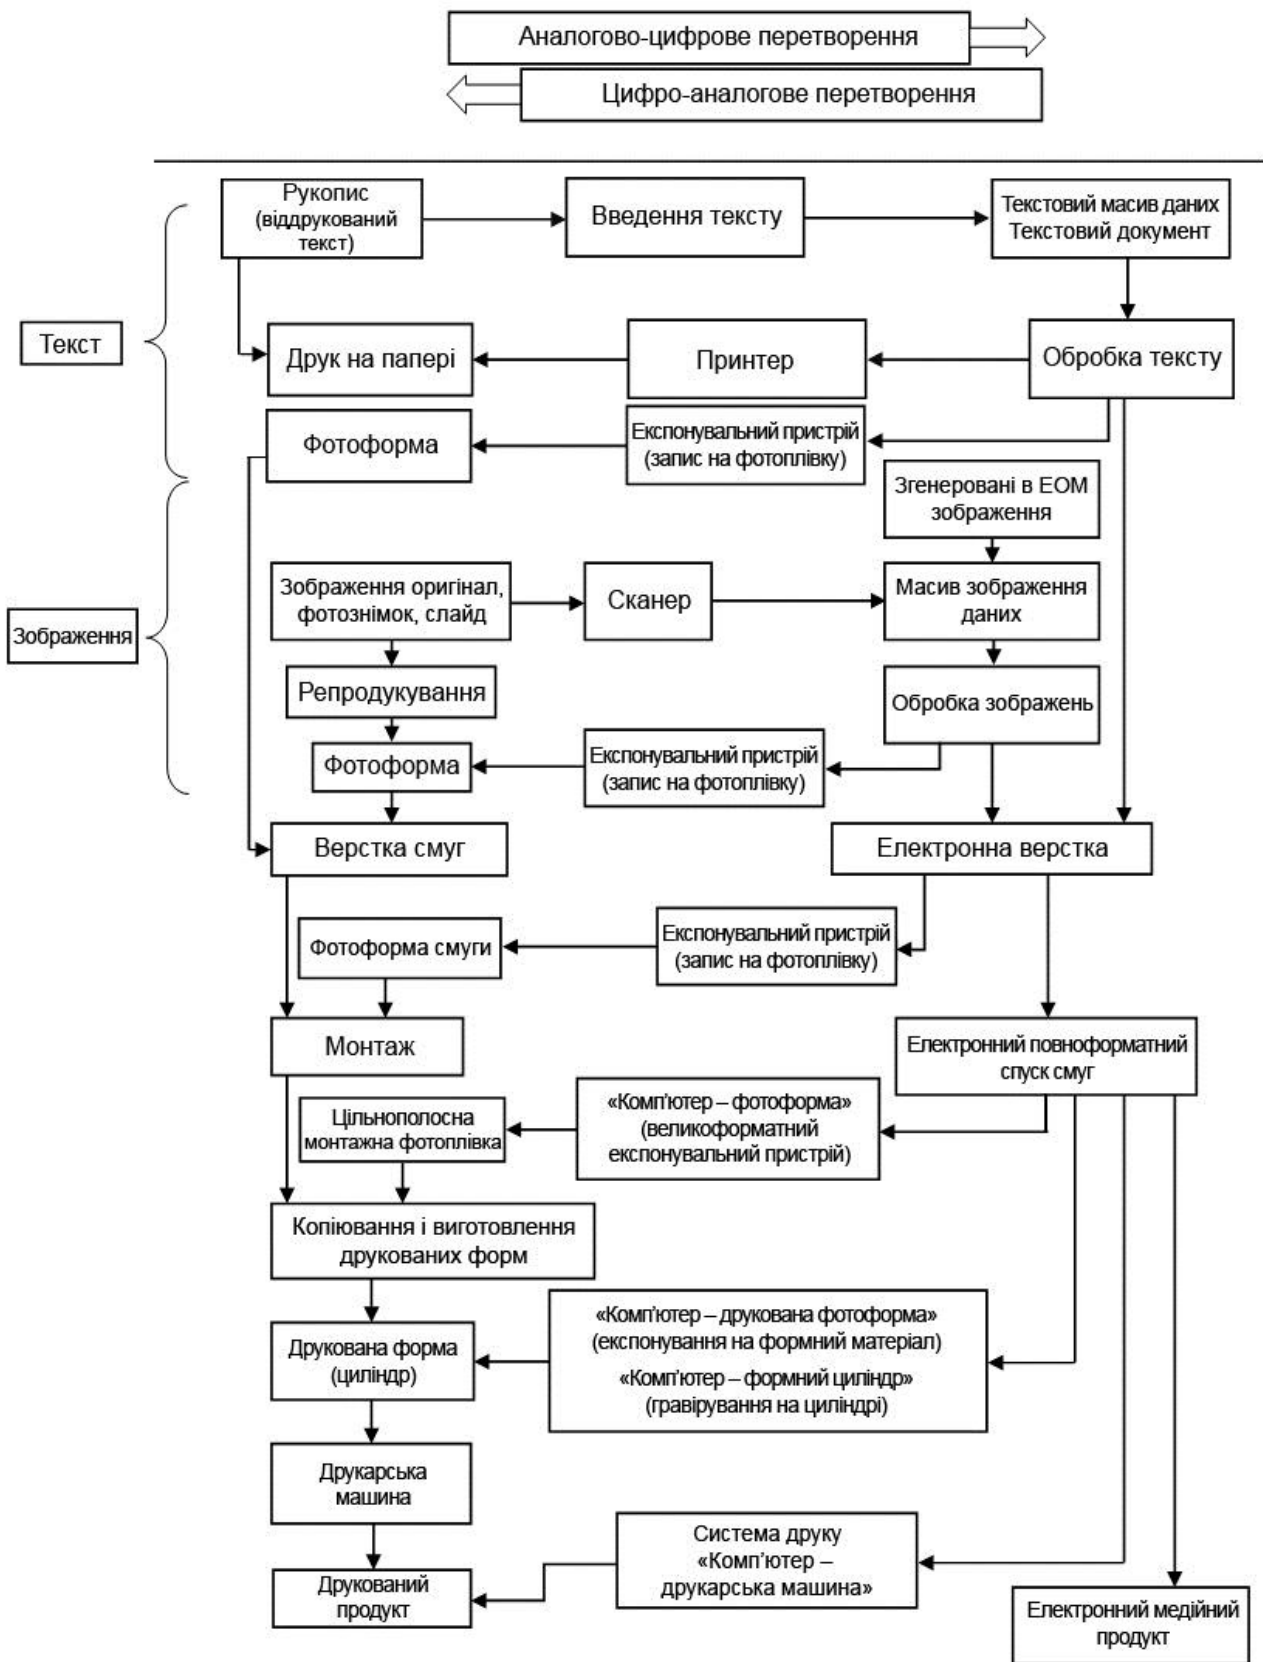 Аналогово-цифрове перетворення
Цифро-аналогове перетворення
Рукопис
(віддрукований
текст)
Введення тексту
Текстовий масив даних
Текстовий документ
Текст
Друк на папері
Принтер
Обробка тексту
Фотоформа
Експонувальний пристрій
(запис на фотоплівку)
Згенеровані в ЕОМ
зображення
Зображення
Зображення оригінал,
фотознімок, слайд
Сканер
Масив зображення
даних
Репродукування
Обробка зображень
Фотоформа
Експонувальний пристрій
(запис на фотоплівку)
Верстка смуг
Електронна верстка
Фотоформа смуги
Експонувальний пристрій
(запис на фотоплівку)
Монтаж
Електронний повноформатний
спуск смуг
Цільнополосна
монтажна фотоплівка
«Комп’ютер – фотоформа»
(великоформатний
експонувальний пристрій)
Копіювання і виготовлення
друкованих форм
Друкована форма
(циліндр)
«Комп’ютер – друкована фотоформа»
(експонування на формний матеріал)
«Комп’ютер – формний циліндр»
(гравірування на циліндрі)
Друкарська
машина
Система друку
«Комп’ютер –
друкарська машина»
Друкований
продукт
Електронний медійний
продукт